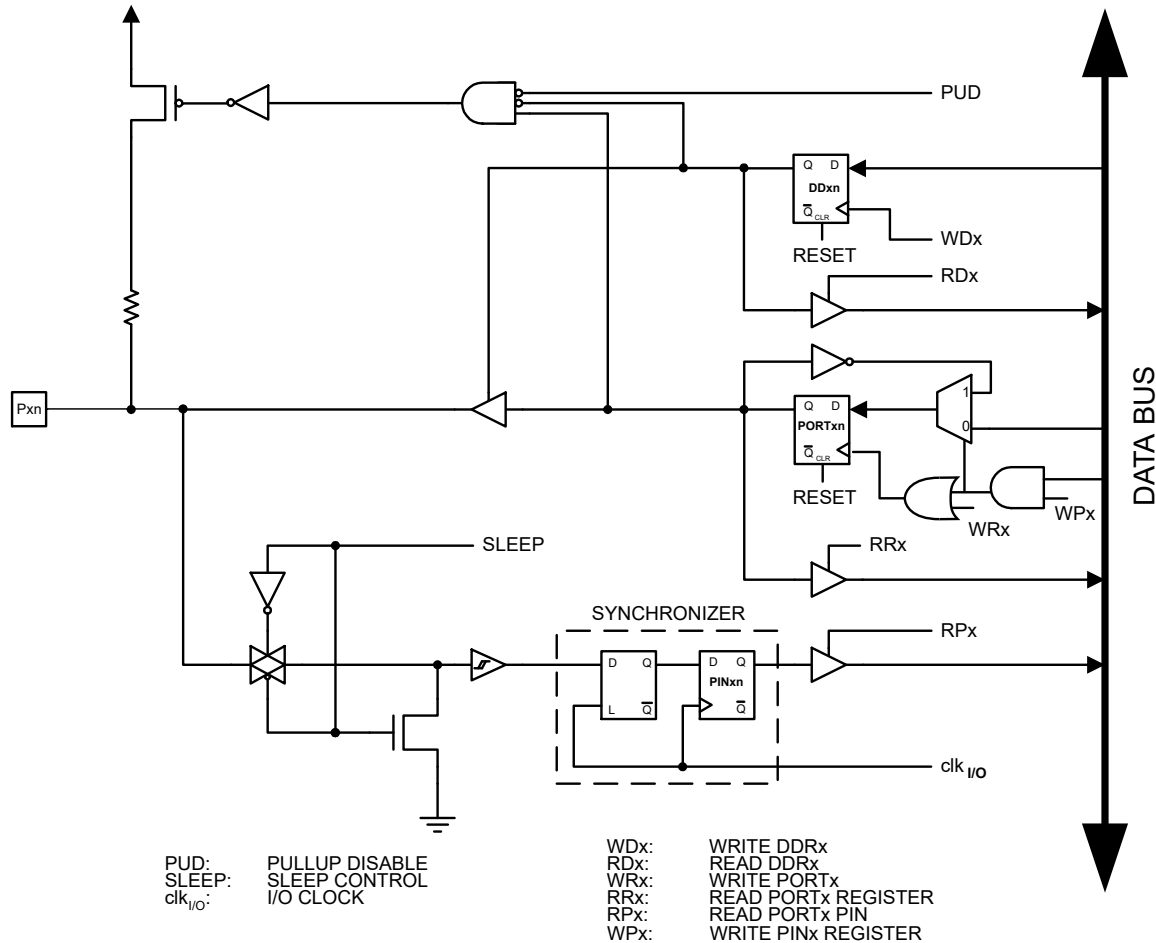 PUD
Q D
DDxn
Q CLR
WDx
RESET
RDx
Pxn
Q D
PORTxn
Q CLR
1
0
RESET
WRx
WPx
DATA BUS
SLEEP
RRx
SYNCHRONIZER
RPx
D Q
L Q
D Q
PINxn
Q
clk I/O
PUD: PULLUP DISABLE
SLEEP: SLEEP CONTROL
clkI/O: I/O CLOCK
WDx: WRITE DDRx
RDx: READ DDRx
WRx: WRITE PORTx
RRx: READ PORTx REGISTER
RPx: READ PORTx PIN
WPx: WRITE PINx REGISTER